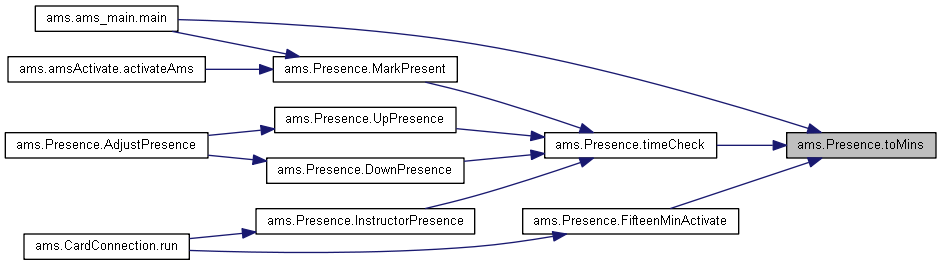 ams.ams_main.main
ams.amsActivate.activateAms
ams.Presence.MarkPresent
ams.Presence.UpPresence
ams.Presence.AdjustPresence
ams.Presence.timeCheck
ams.Presence.toMins
ams.Presence.DownPresence
ams.Presence.InstructorPresence
ams.Presence.FifteenMinActivate
ams.CardConnection.run